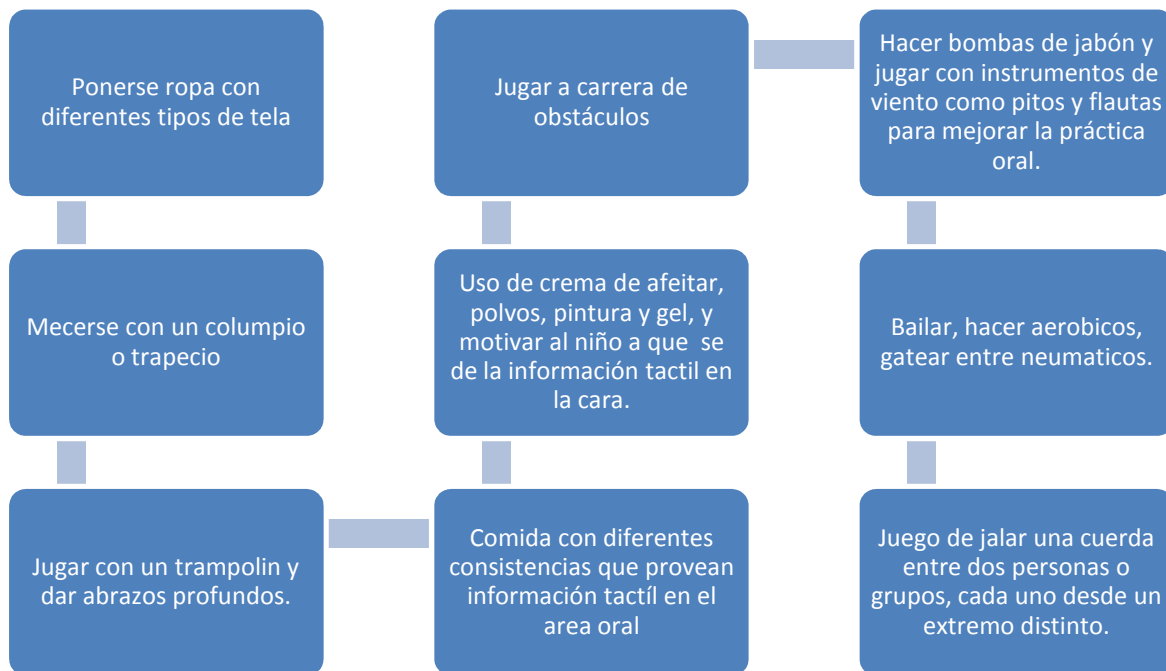 Ponerse ropa con
diferentes tipos de tela
Mecerse con un columpio
o trapecio
Jugar con un trampolin y
dar abrazos profundos.
Comida con diferentes
consistencias que provean
información tactíl en el
area oral
Uso de crema de afeitar,
polvos, pintura y gel, y
motivar al niño a que se
de la información tactil en
la cara.
Jugar a carrera de
obstáculos
Hacer bombas de jabón y
jugar con instrumentos de
viento como pitos y flautas
para mejorar la práctica
oral.
Bailar, hacer aerobicos,
gatear entre neumaticos.
Juego de jalar una cuerda
entre dos personas o
grupos, cada uno desde un
extremo distinto.